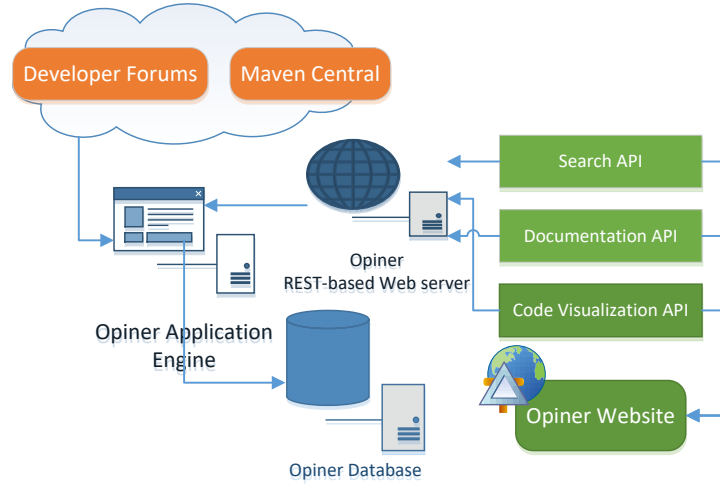 Developer Forums
Maven Central
Search API
Documentation API
Opiner
REST-based Web server
Code Visualization API
Opiner Application
Engine
Opiner Website
Opiner Database